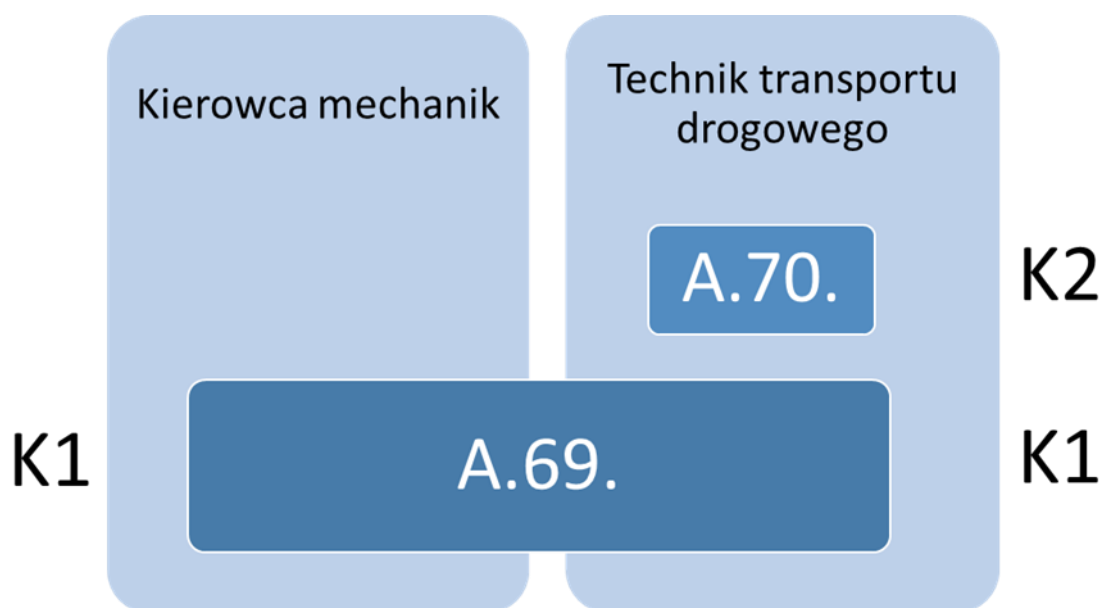 Kierowca mechanik
Technik transportu
drogowego
A.70.
K2
K1
A.69.
K1